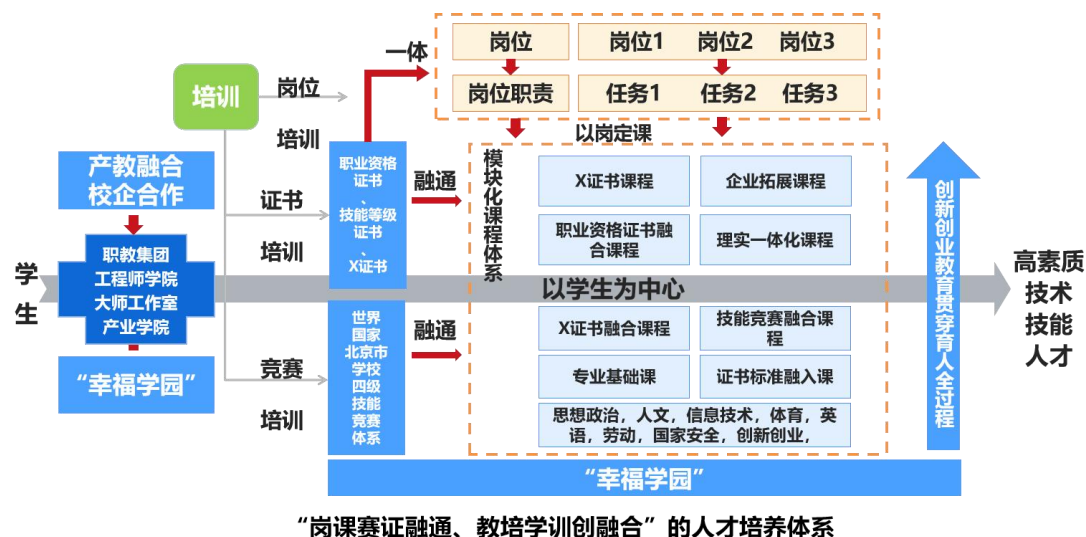 一体
岗位
岗位1 岗位2 岗位3
岗位职责
任务1 任务2 任务3
以岗定课
培训
岗位
培训
证书
培训
竞赛
培训
产教融合
校企合作
职教集团
工程师学院
大师工作室
产业学院
“幸福学园”
学
生
职业资格
证书
、
技能等级
证书
、
X证书
融通
世界
国家
北京市
学校
四级
技能
竞赛
体系
融通
模块化课程体系
X证书课程
企业拓展课程
职业资格证书融
合课程
理实一体化课程
以学生为中心
X证书融合课程
技能竞赛融合课
程
专业基础课
证书标准融入课
思想政治，人文，信息技术，体育，英
语，劳动，国家安全，创新创业，
创新创业教育贯穿育人全过程
高素质
技术
技能
人才
“幸福学园”
“岗课赛证融通、教培学训创融合”的人才培养体系